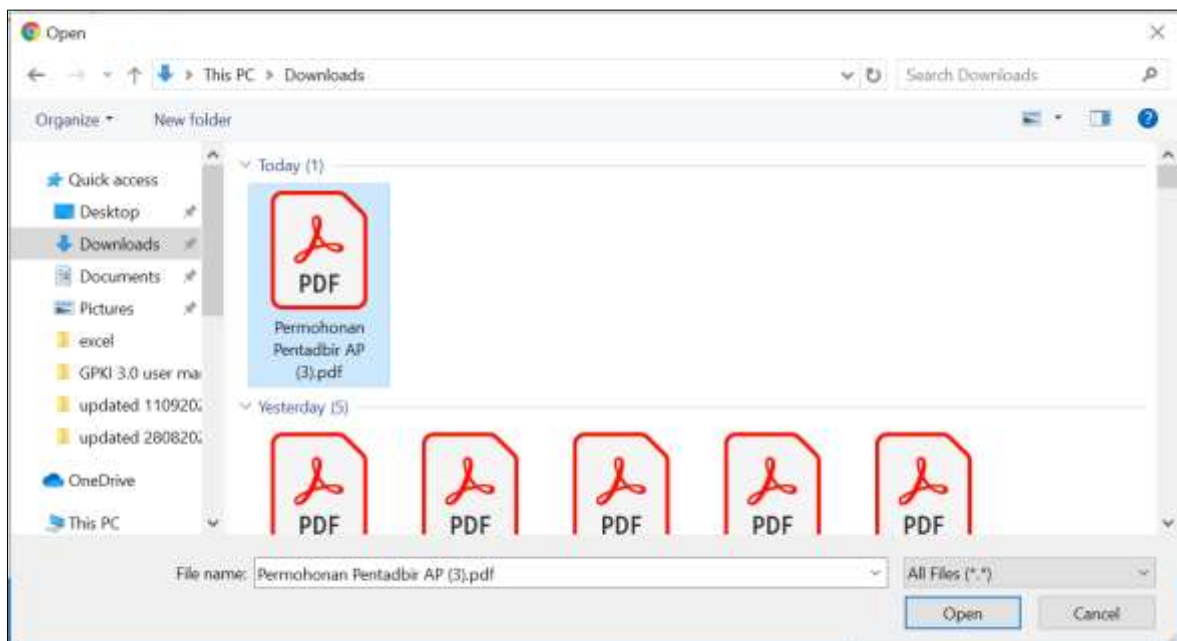 Open
This PC > Downloads
Search Downloads
Organize
New folder
Quick access
Desktop
Downloads
Documents
Pictures
excel
GPKI 3.0 user ma
updated 1109202
updated 2808202
OneDrive
This PC
Today (1)
PDF
Permohonan
Pentadbir AP
(3).pdf
Yesterday (5)
PDF
PDF
PDF
PDF
PDF
File name: Permohonan Pentadbir AP (3).pdf
All Files (*.*)
Open
Cancel